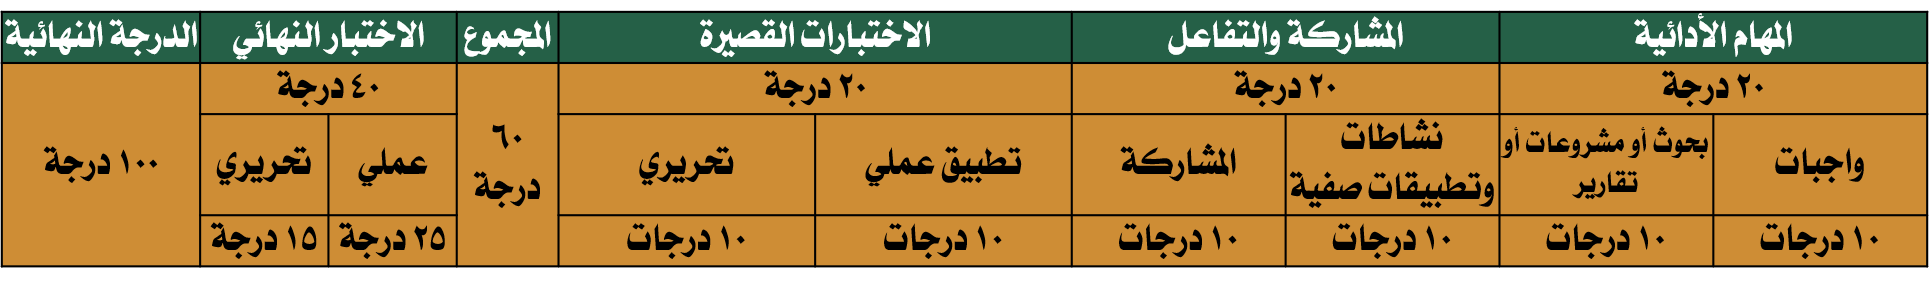 المهام الأدائية
المشاركة والتفاعل
الاختبارات القصيرة
المجموع
الاختبار النهائي
الدرجة النهائية
٢٠ درجة
٢٠ درجة
٢٠ درجة
٦٠
درجة
٤٠ درجة
١٠٠ درجة
واجبات
بحوث أو مشروعات أو
تقارير
نشاطات
وتطبيقات صفية
المشاركة
تطبيق عملي
تحريري
عملي
تحريري
١٠ درجات
١٠ درجات
١٠ درجات
١٠ درجات
١٠ درجات
١٠ درجات
٢٥ درجة
١٥ درجة